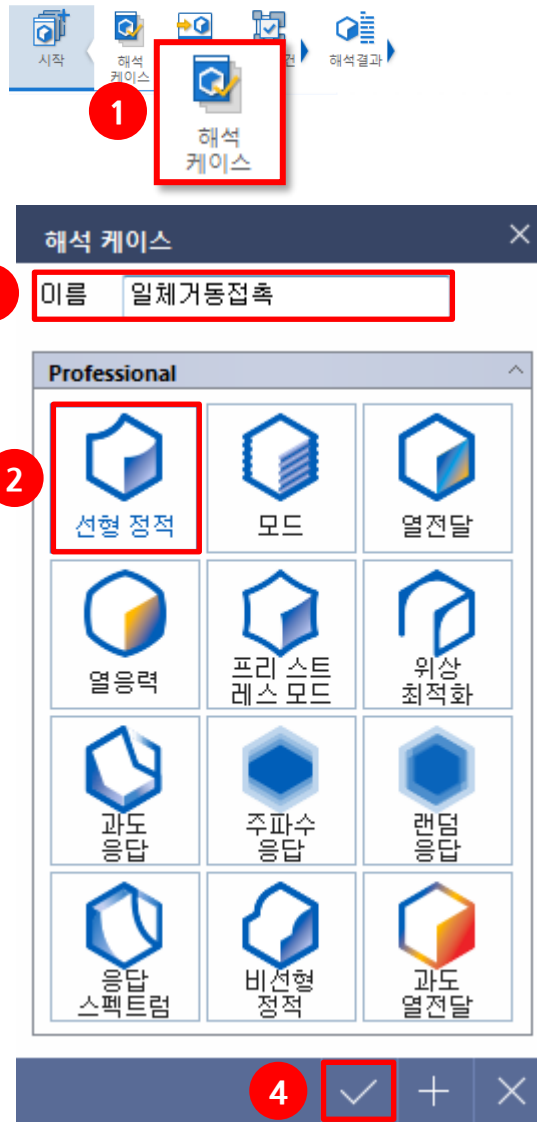 시작
해석
케이스
건
해석결과
1
해석
케이스
해석 케이스
이름 일체거동접촉
Professional
2
선형 정적
모드
열전달
열응력
프리 스트
레스 모드
위상
최적화
과도
응답
주파수
응답
랜덤
응답
응답
스펙트럼
비선형
정적
과도
열전달
4